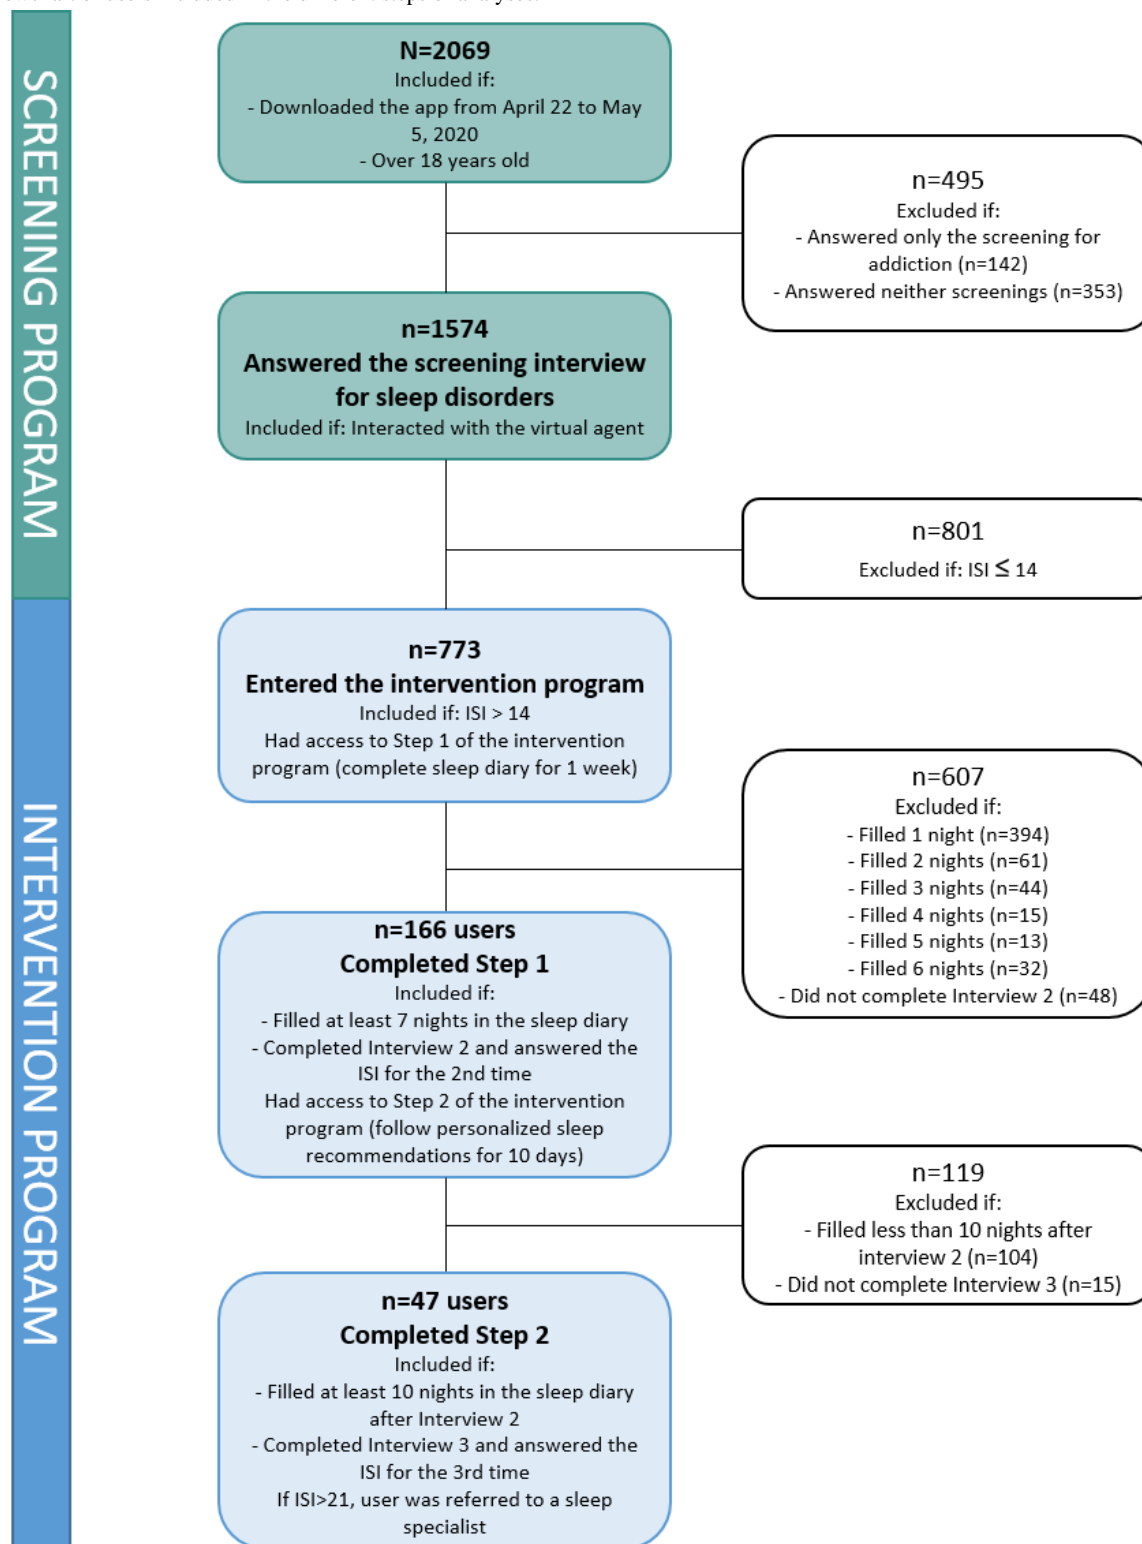 SCREENING PROGRAM
N=2069
Included if:
- Downloaded the app from April 22 to May
5, 2020
- Over 18 years old
n=495
Excluded if:
- Answered only the screening for
addiction (n=142)
- Answered neither screenings (n=353)
n=1574
Answered the screening interview
for sleep disorders
Included if: Interacted with the virtual agent
n=801
Excluded if: ISI ≤ 14
INTERVENTION PROGRAM
n=773
Entered the intervention program
Included if: ISI > 14
Had access to Step 1 of the intervention
program (complete sleep diary for 1 week)
n=607
Excluded if:
- Filled 1 night (n=394)
- Filled 2 nights (n=61)
- Filled 3 nights (n=44)
- Filled 4 nights (n=15)
- Filled 5 nights (n=13)
- Filled 6 nights (n=32)
- Did not complete Interview 2 (n=48)
n=166 users
Completed Step 1
Included if:
- Filled at least 7 nights in the sleep diary
- Completed Interview 2 and answered the
ISI for the 2nd time
Had access to Step 2 of the intervention
program (follow personalized sleep
recommendations for 10 days)
n=119
Excluded if:
- Filled less than 10 nights after
interview 2 (n=104)
- Did not complete Interview 3 (n=15)
n=47 users
Completed Step 2
Included if:
- Filled at least 10 nights in the sleep diary
after Interview 2
- Completed Interview 3 and answered the
ISI for the 3rd time
If ISI>21, user was referred to a sleep
specialist